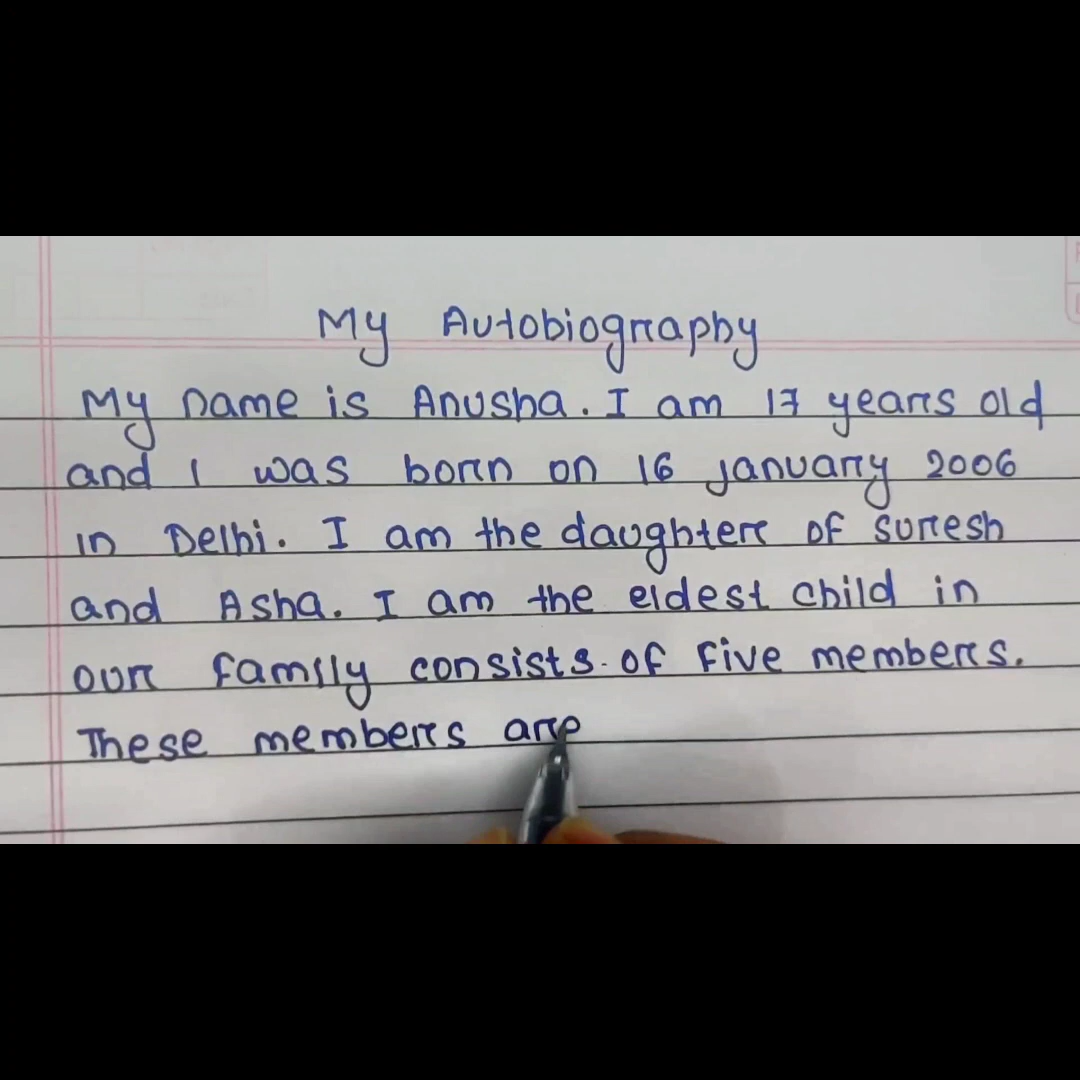 My Autobiography
My name is Anusha. I am 17 years old
and I was born on 16 january 2006
in Delhi. I am the daughter of suresh
and Asha. I am the eldest child in
our family consists of five members.
These members are